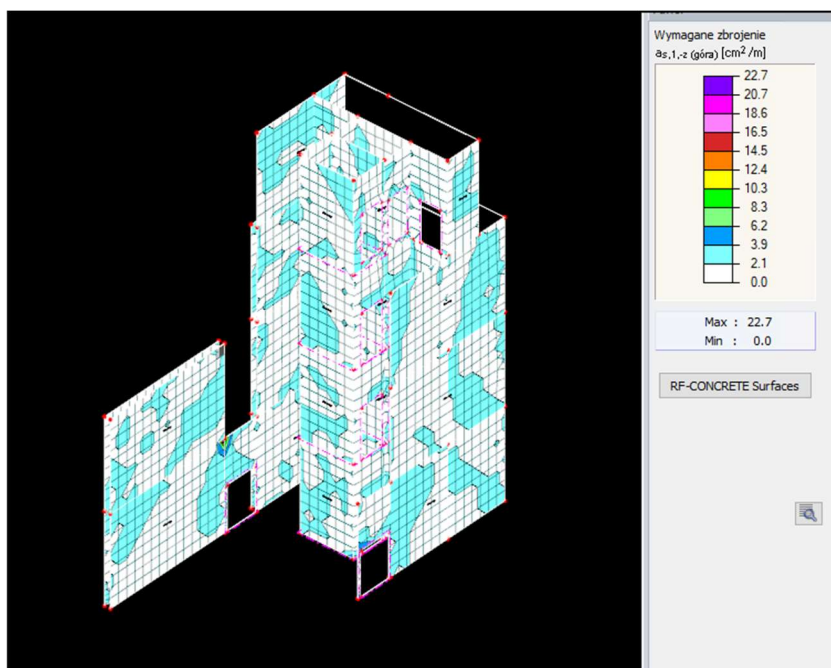 Wymagane zbrojenie
as,1,-z (góra) [cm²/m]
22.7
20.7
18.6
16.5
14.5
12.4
10.3
8.3
6.2
3.9
2.1
0.0
Max : 22.7
Min : 0.0
RF-CONCRETE Surfaces